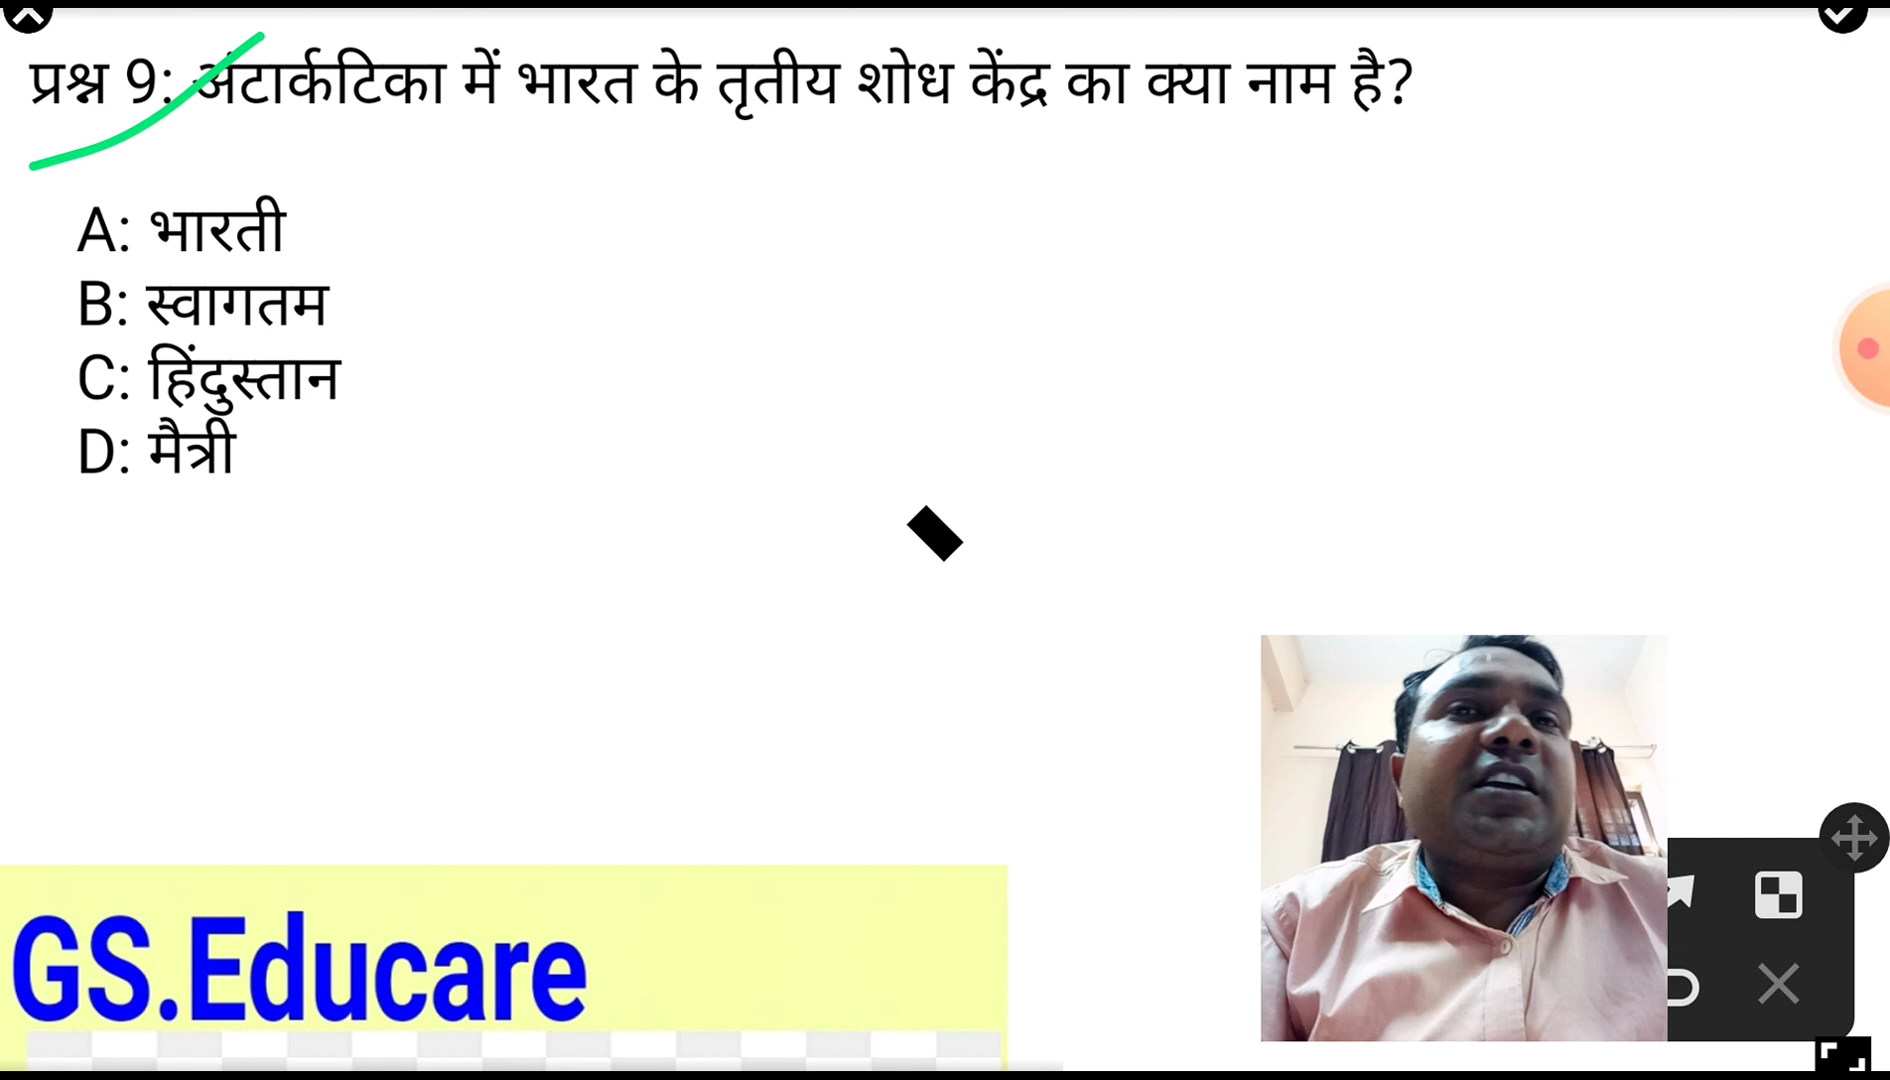 प्रश्न 9: अंटार्कटिका में भारत के तृतीय शोध केंद्र का क्या नाम है?
A: भारती
B: स्वागतम
C: हिंदुस्तान
D: मैत्री
GS.Educare